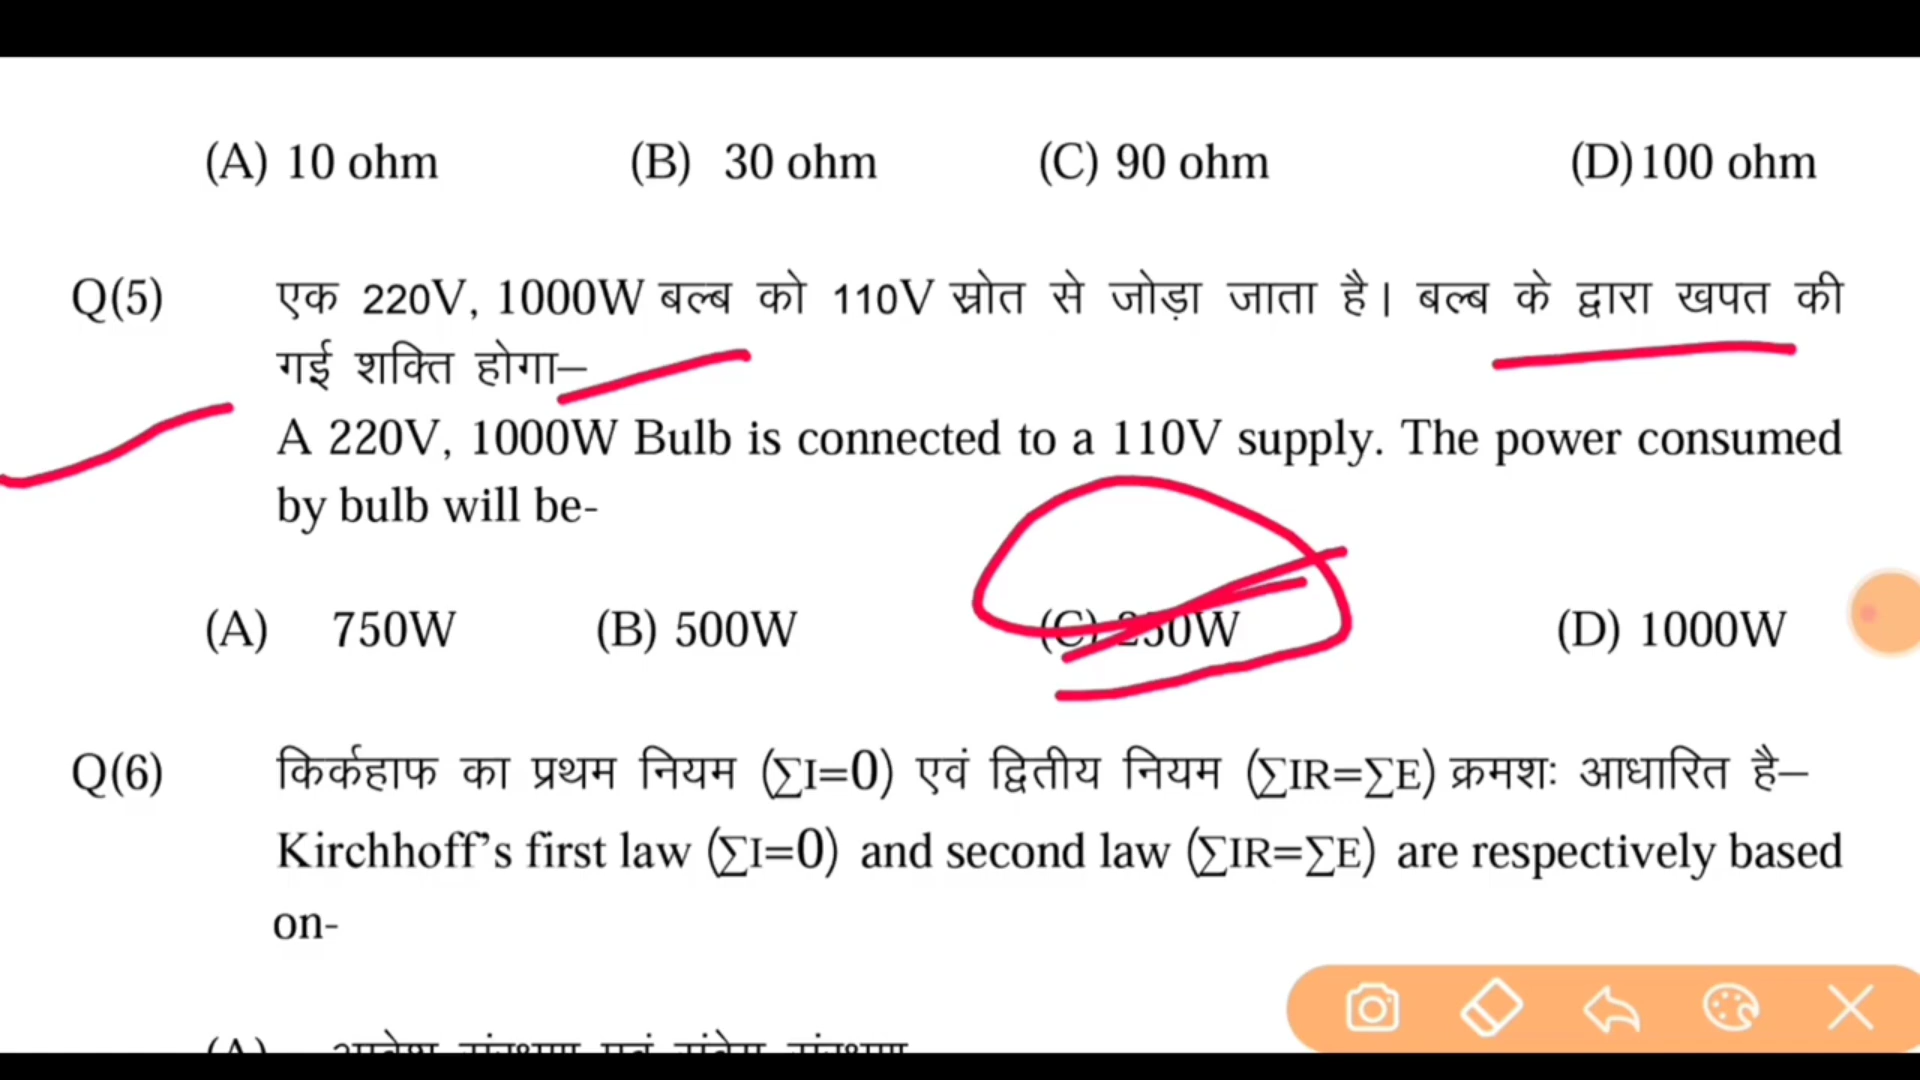 (A) 10 ohm (B) 30 ohm (C) 90 ohm (D) 100 ohm
Q(5) एक 220V, 1000W बल्ब को 110V स्रोत से जोड़ा जाता है। बल्ब के द्वारा खपत की
गई शक्ति होगा–
A 220V, 1000W Bulb is connected to a 110V supply. The power consumed
by bulb will be-
(A) 750W (B) 500W (C) 250W (D) 1000W
Q(6) किर्कहाफ का प्रथम नियम (∑I=0) एवं द्वितीय नियम (∑IR=∑E) क्रमशः आधारित है–
Kirchhoff’s first law (∑I=0) and second law (∑IR=∑E) are respectively based
on-